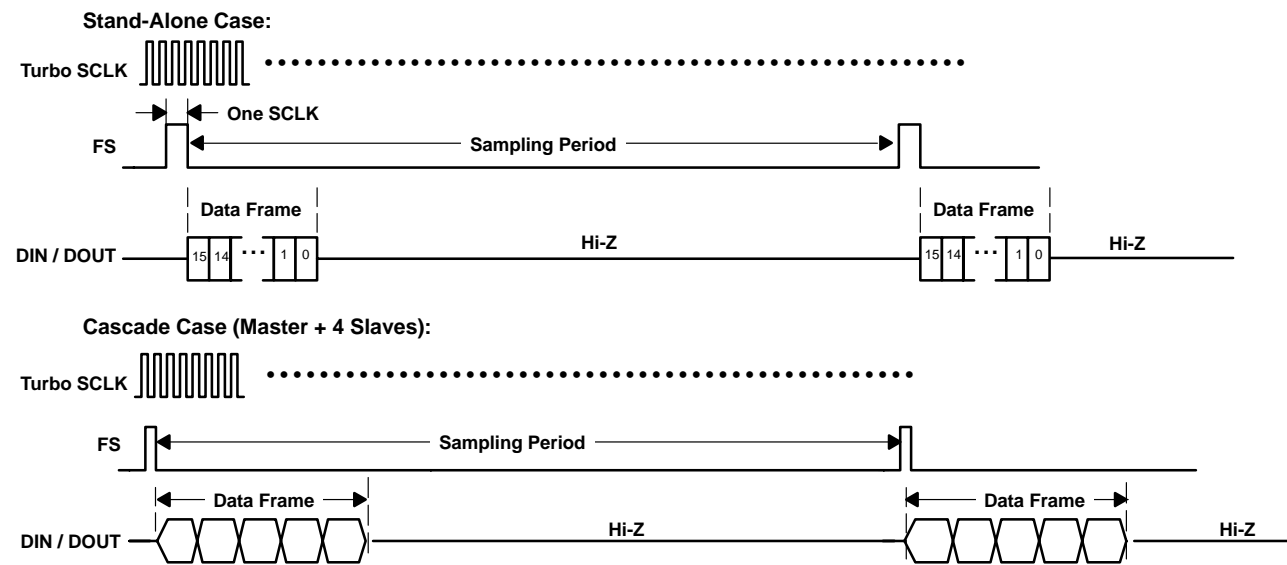 Stand-Alone Case:
Turbo SCLK
One SCLK
FS
Sampling Period
Data Frame
Data Frame
DIN / DOUT
15 14 ... 1 0
Hi-Z
15 14 ... 1 0
Hi-Z
Cascade Case (Master + 4 Slaves):
Turbo SCLK
FS
Sampling Period
Data Frame
Data Frame
DIN / DOUT
Hi-Z
Hi-Z